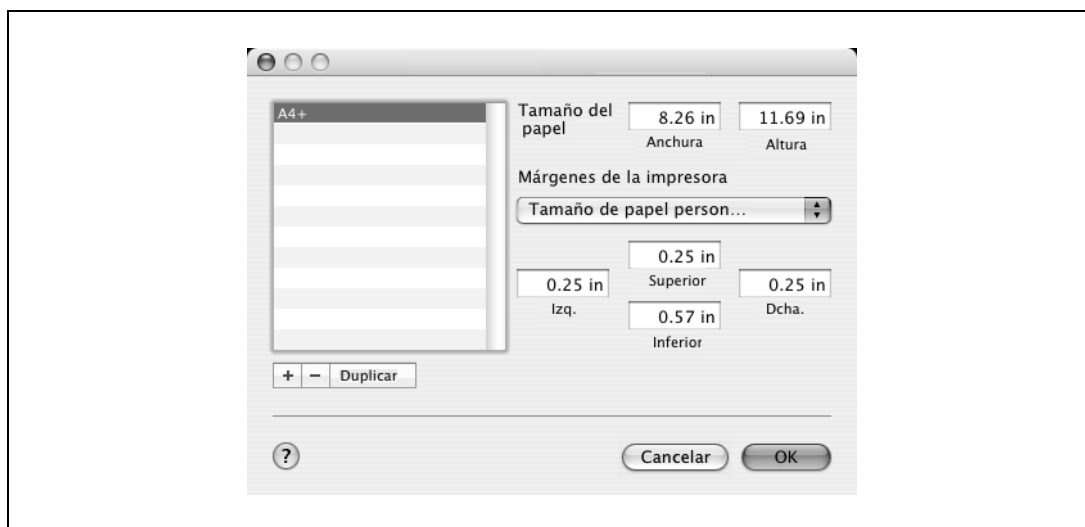 A4+
Tamaño del papel
8.26 in
Anchura
11.69 in
Altura
Márgenes de la impresora
Tamaño de papel person...
0.25 in
Superior
0.25 in
Izq.
0.25 in
Dcha.
0.57 in
Inferior
+ − Duplicar
?
Cancelar
OK